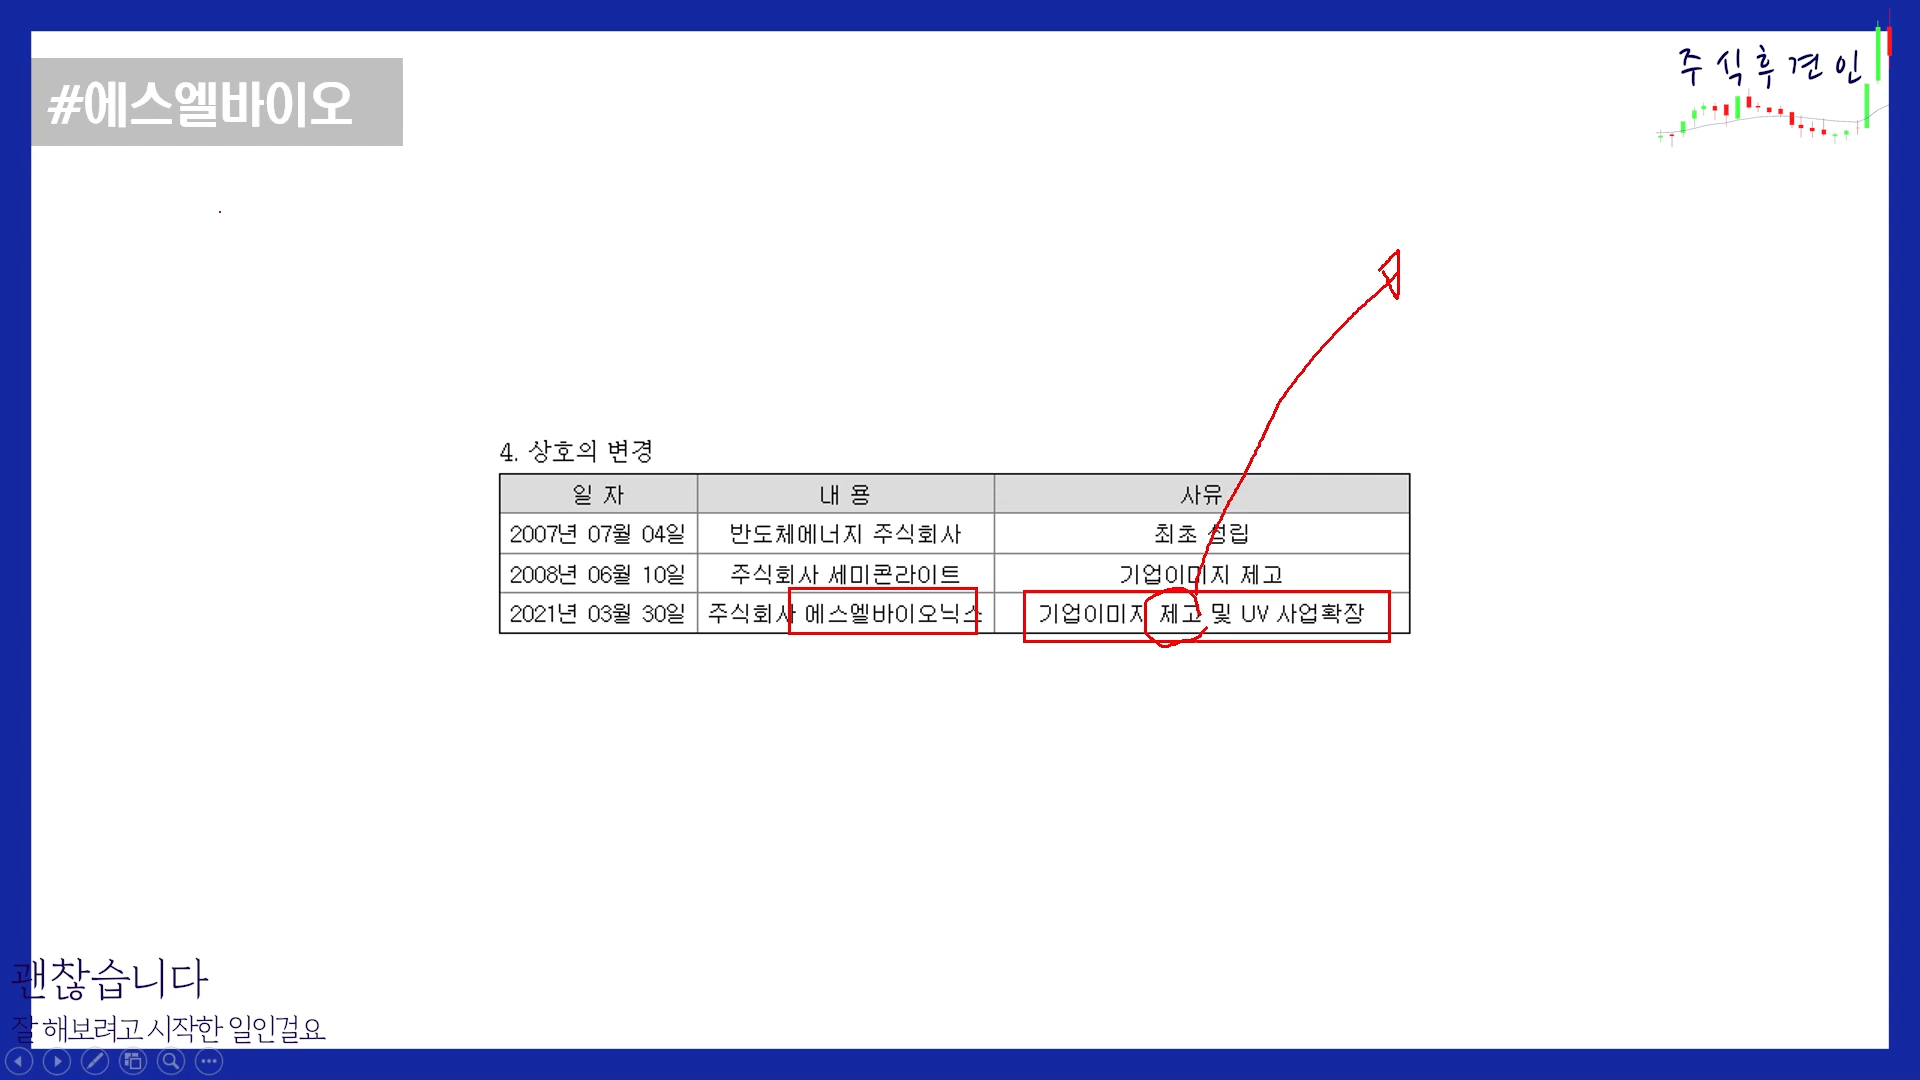 #에스엘바이오
주식후견인
4. 상호의 변경
일 자 내 용 사유
2007년 07월 04일 반도체에너지 주식회사 최초 성립
2008년 06월 10일 주식회사 세미콘라이트 기업이미지 제고
2021년 03월 30일 주식회사 에스엘바이오닉스 기업이미지 제고 및 UV 사업확장
괜찮습니다
잘 해보려고 시작한 일인걸요